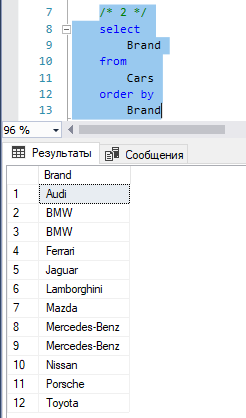 7 /* 2 */
8 select
9 Brand
10 from
11 Cars
12 order by
13 Brand
96 %
Результаты Сообщения
Brand
1 Audi
2 BMW
3 BMW
4 Ferrari
5 Jaguar
6 Lamborghini
7 Mazda
8 Mercedes-Benz
9 Mercedes-Benz
10 Nissan
11 Porsche
12 Toyota